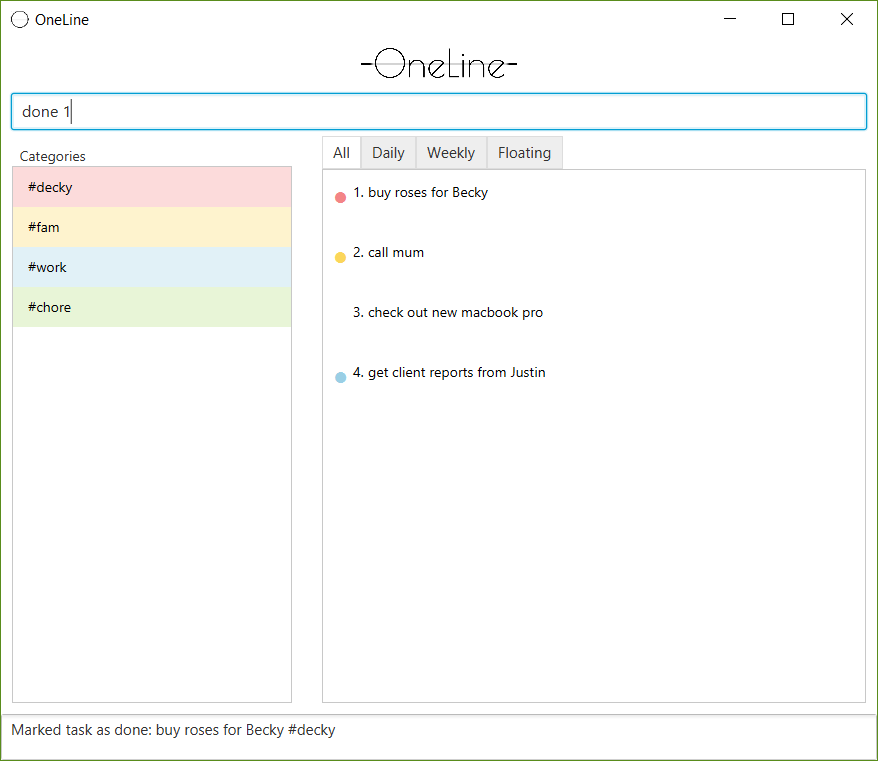 OneLine
OneLine
done 1
Categories
#decky
#fam
#work
#chore
All Daily Weekly Floating
1. buy roses for Becky
2. call mum
3. check out new macbook pro
4. get client reports from Justin
Marked task as done: buy roses for Becky #decky